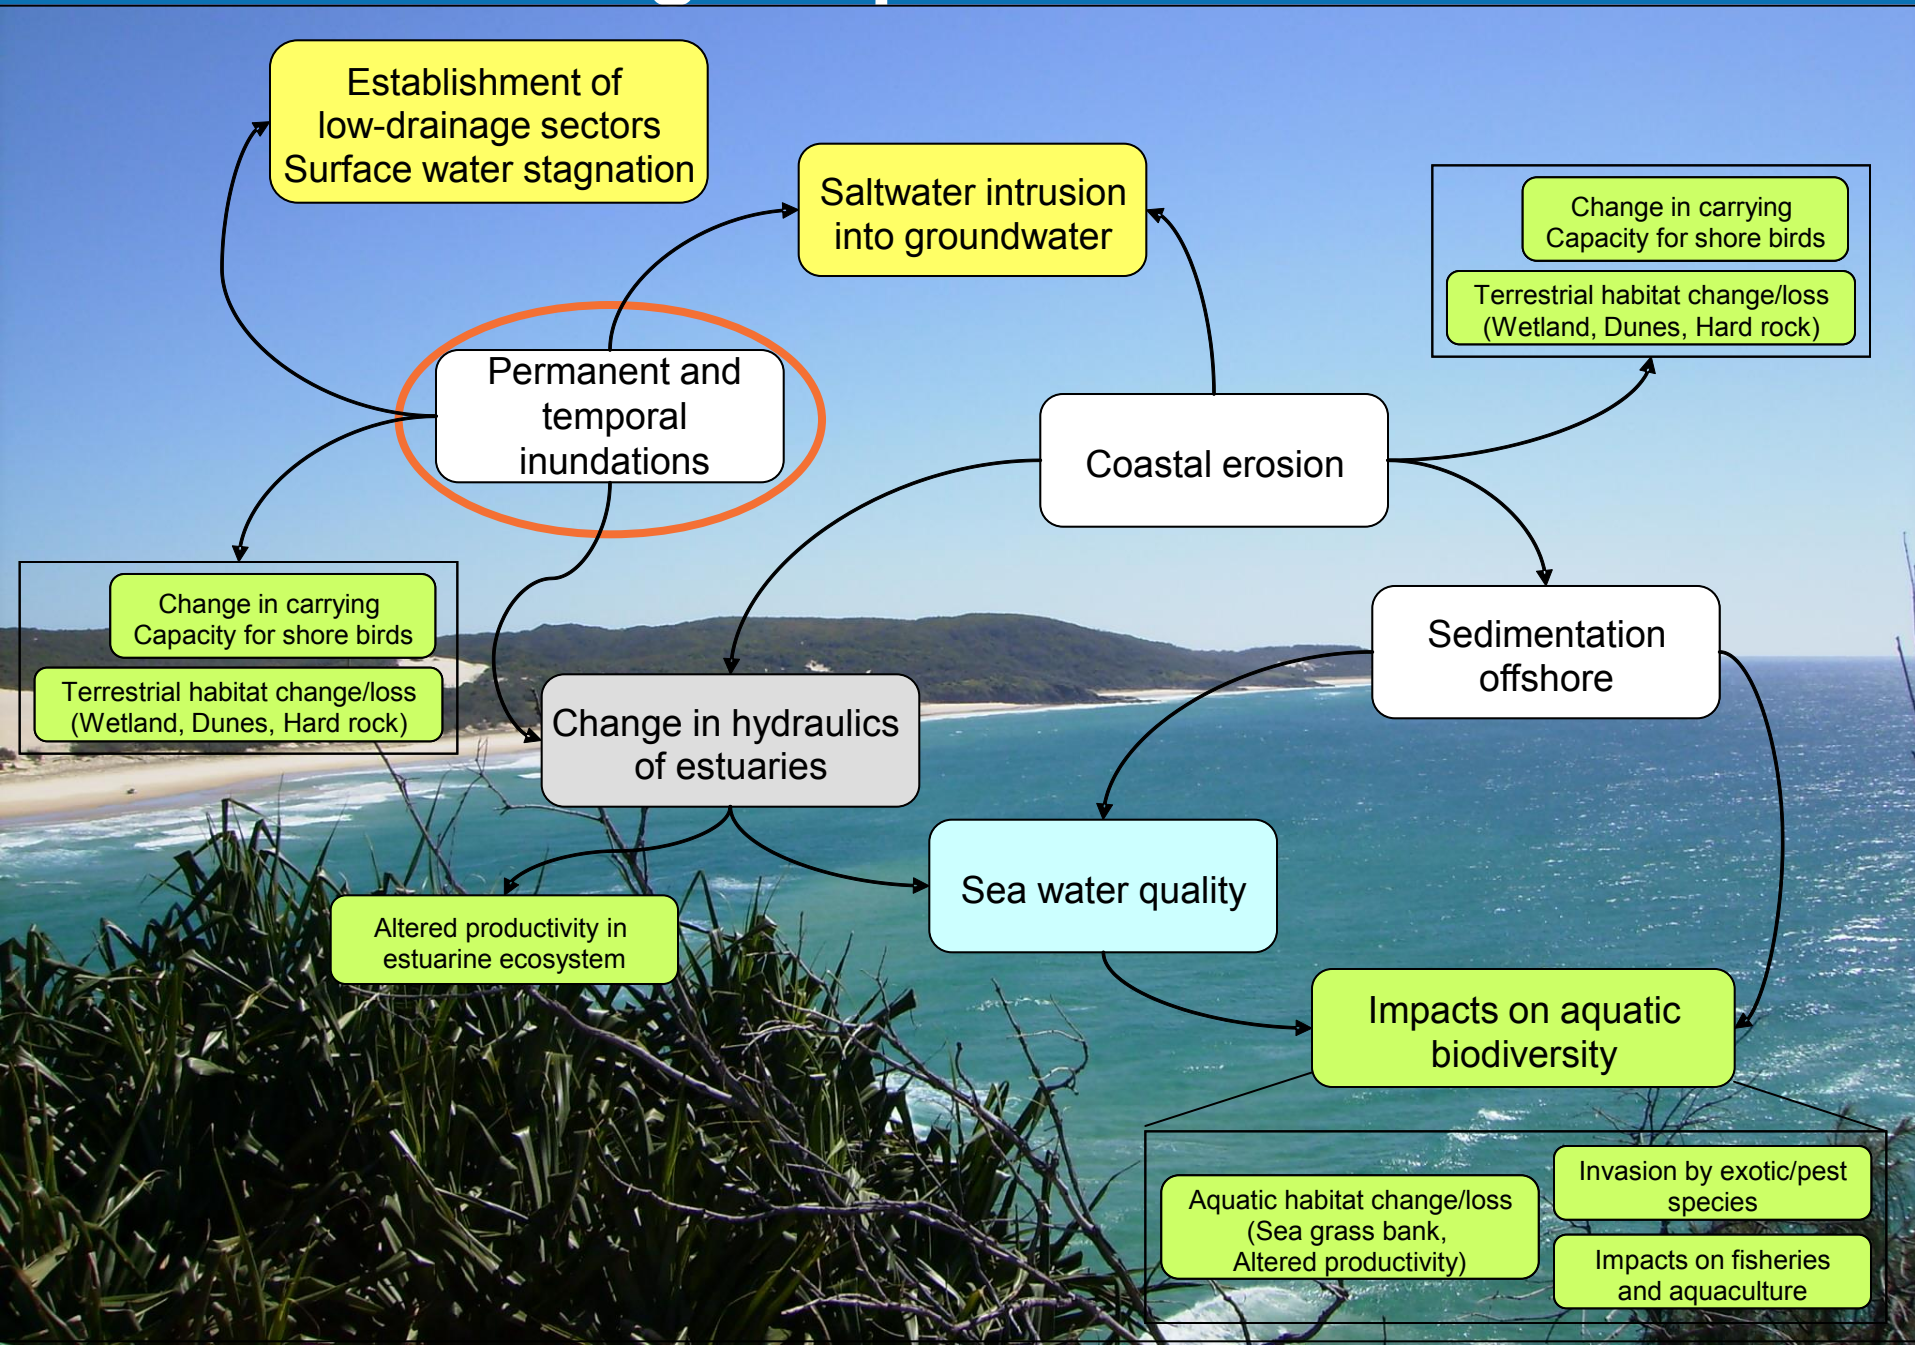 Establishment of
low-drainage sectors
Surface water stagnation
Saltwater intrusion
into groundwater
Change in carrying
Capacity for shore birds
Terrestrial habitat change/loss
(Wetland, Dunes, Hard rock)
Permanent and
temporal
inundations
Coastal erosion
Change in carrying
Capacity for shore birds
Terrestrial habitat change/loss
(Wetland, Dunes, Hard rock)
Sedimentation
offshore
Change in hydraulics
of estuaries
Sea water quality
Altered productivity in
estuarine ecosystem
Impacts on aquatic
biodiversity
Aquatic habitat change/loss
(Sea grass bank,
Altered productivity)
Invasion by exotic/pest
species
Impacts on fisheries
and aquaculture